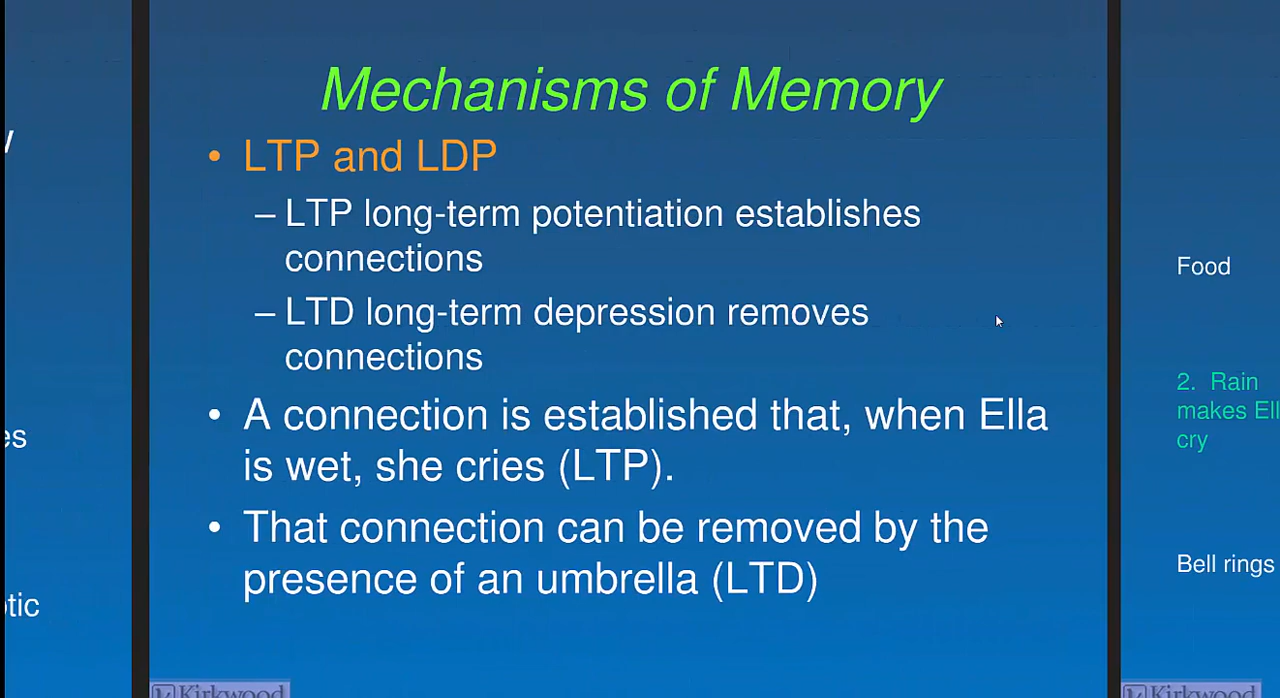 Mechanisms of Memory
• LTP and LDP
– LTP long-term potentiation establishes
connections
– LTD long-term depression removes
connections
• A connection is established that, when Ella
is wet, she cries (LTP).
• That connection can be removed by the
presence of an umbrella (LTD)
Kirkwood
es
tic
Food
2. Rain
makes Ell
cry
Bell rings
Kirkwood